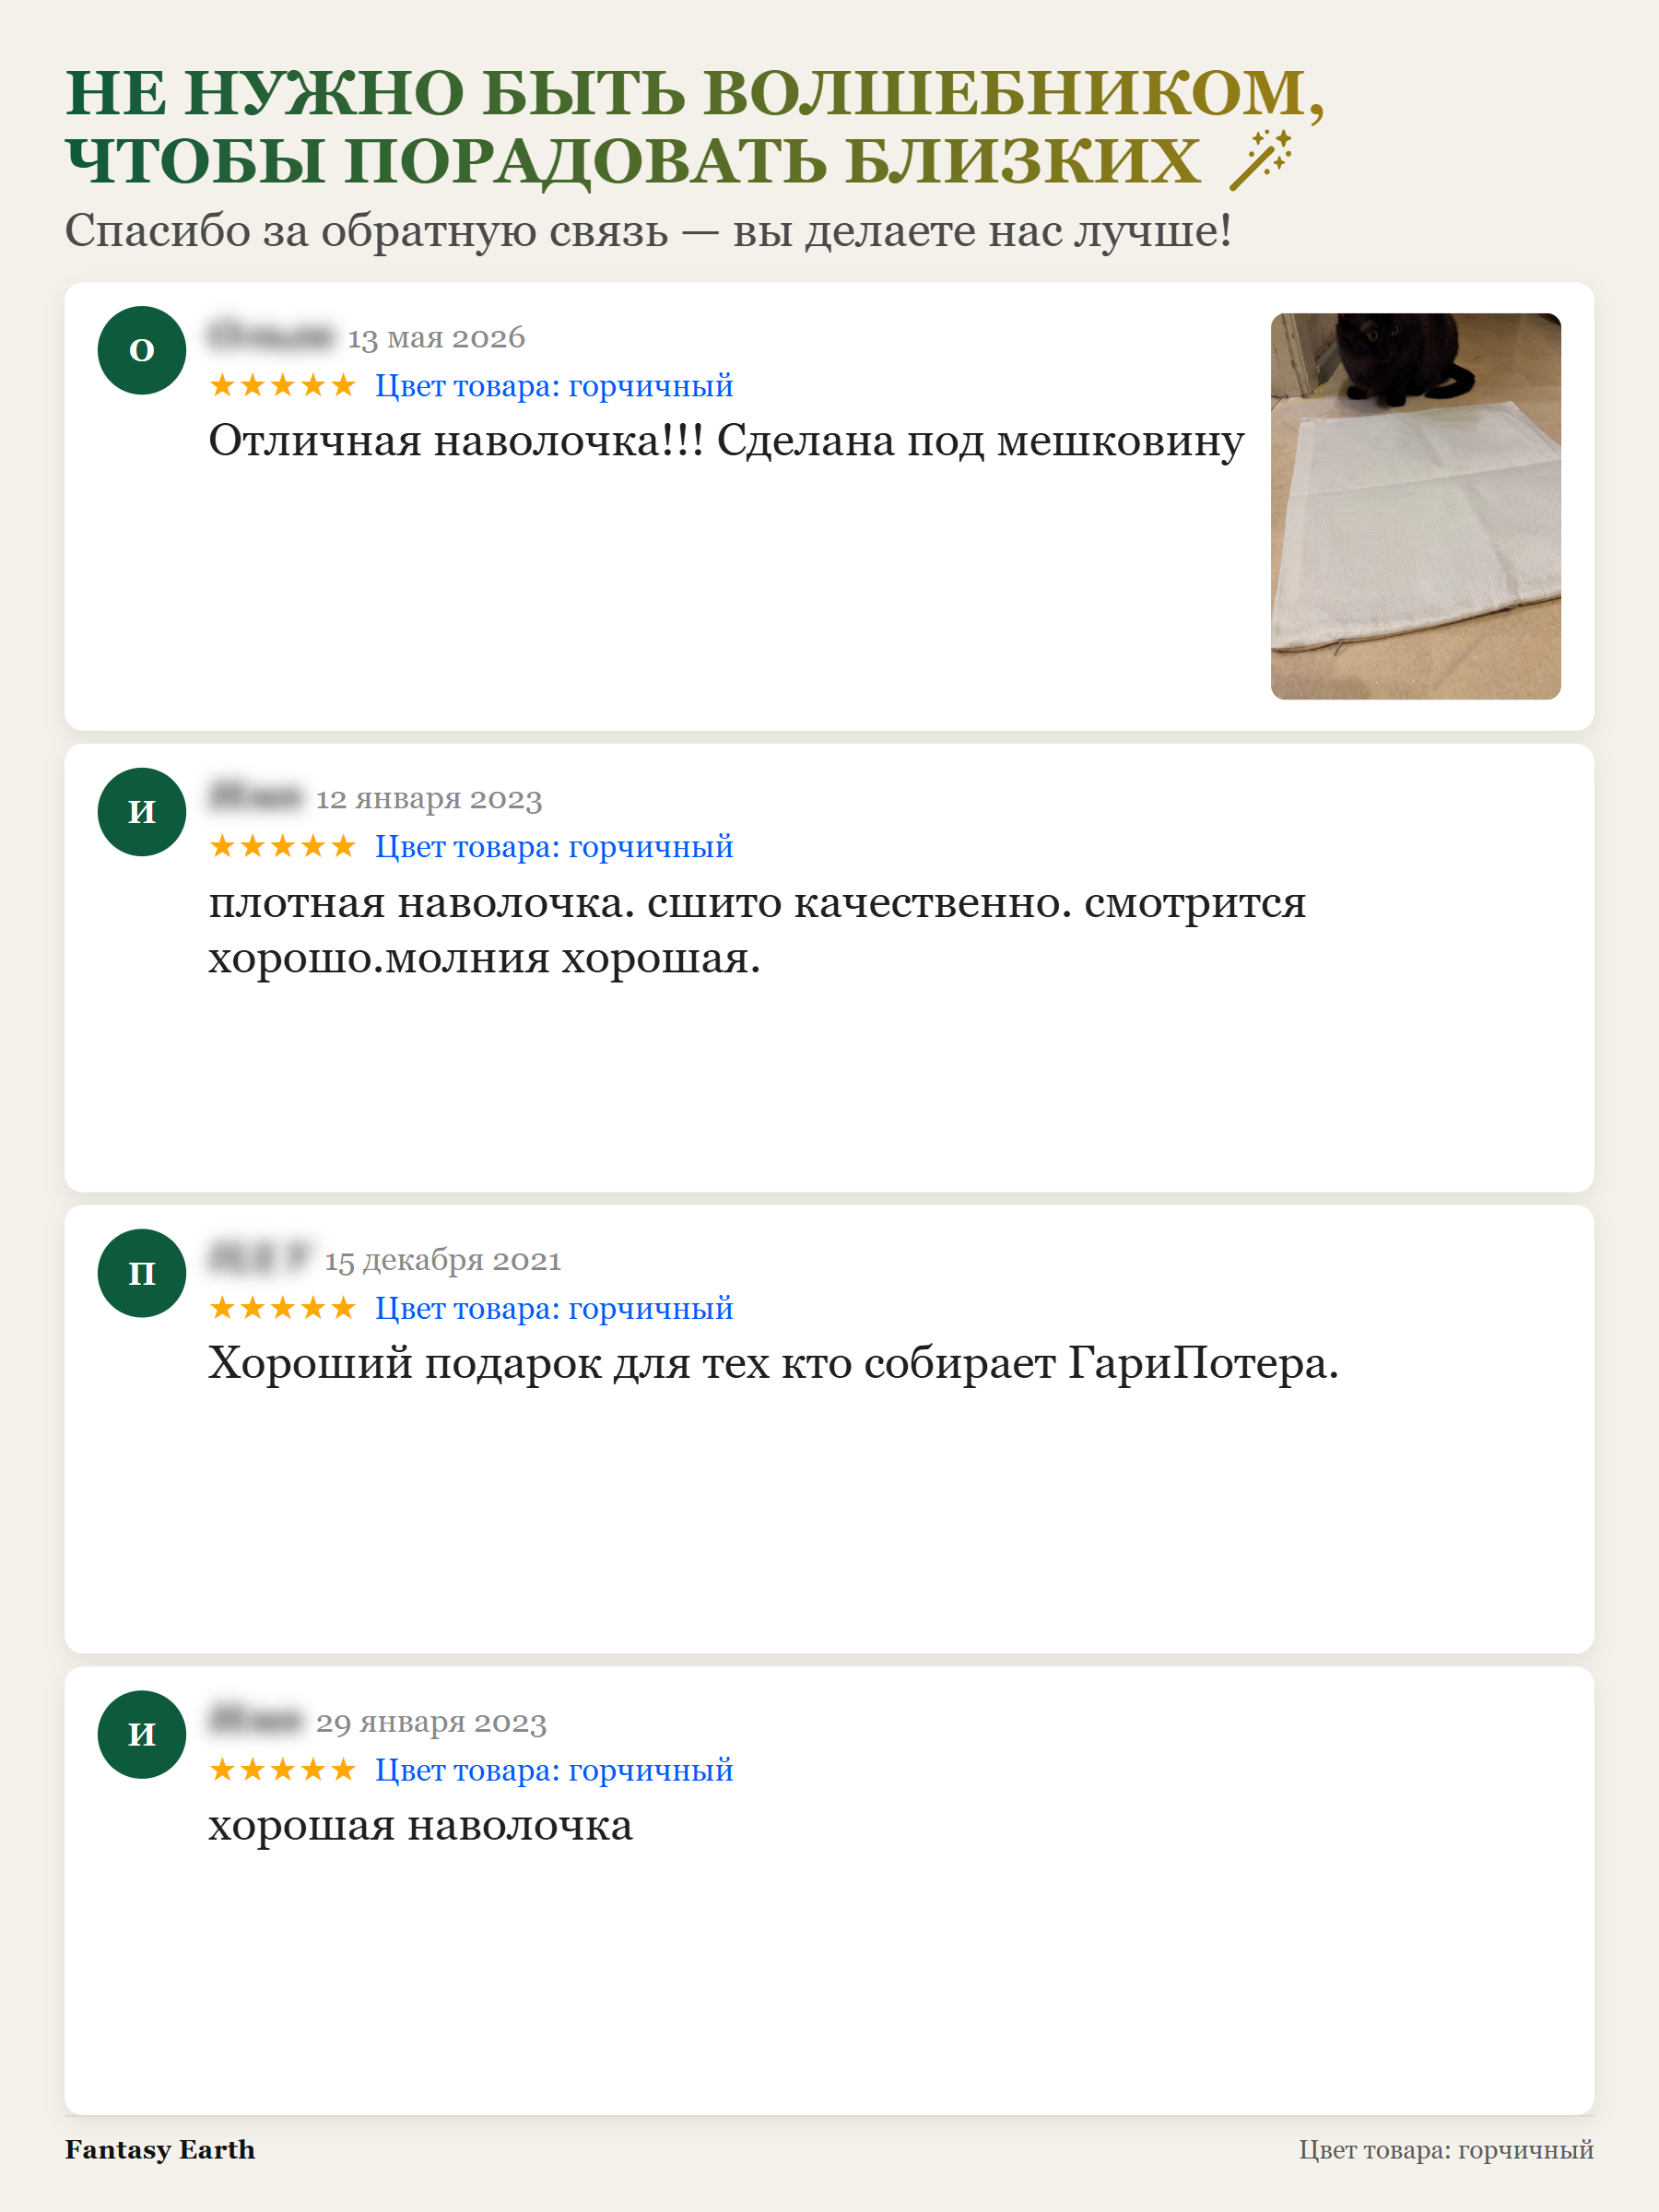 НЕ НУЖНО БЫТЬ ВОЛШЕБНИКОМ,
ЧТОБЫ ПОРАДОВАТЬ БЛИЗКИХ
Спасибо за обратную связь — вы делаете нас лучше!
О
13 мая 2026
★★★★★ Цвет товара: горчичный
Отличная наволочка!!! Сделана под мешковину
И
12 января 2023
★★★★★ Цвет товара: горчичный
плотная наволочка. сшито качественно. смотрится
хорошо.молния хорошая.
П
15 декабря 2021
★★★★★ Цвет товара: горчичный
Хороший подарок для тех кто собирает ГариПотера.
И
29 января 2023
★★★★★ Цвет товара: горчичный
хорошая наволочка
Fantasy Earth
Цвет товара: горчичный